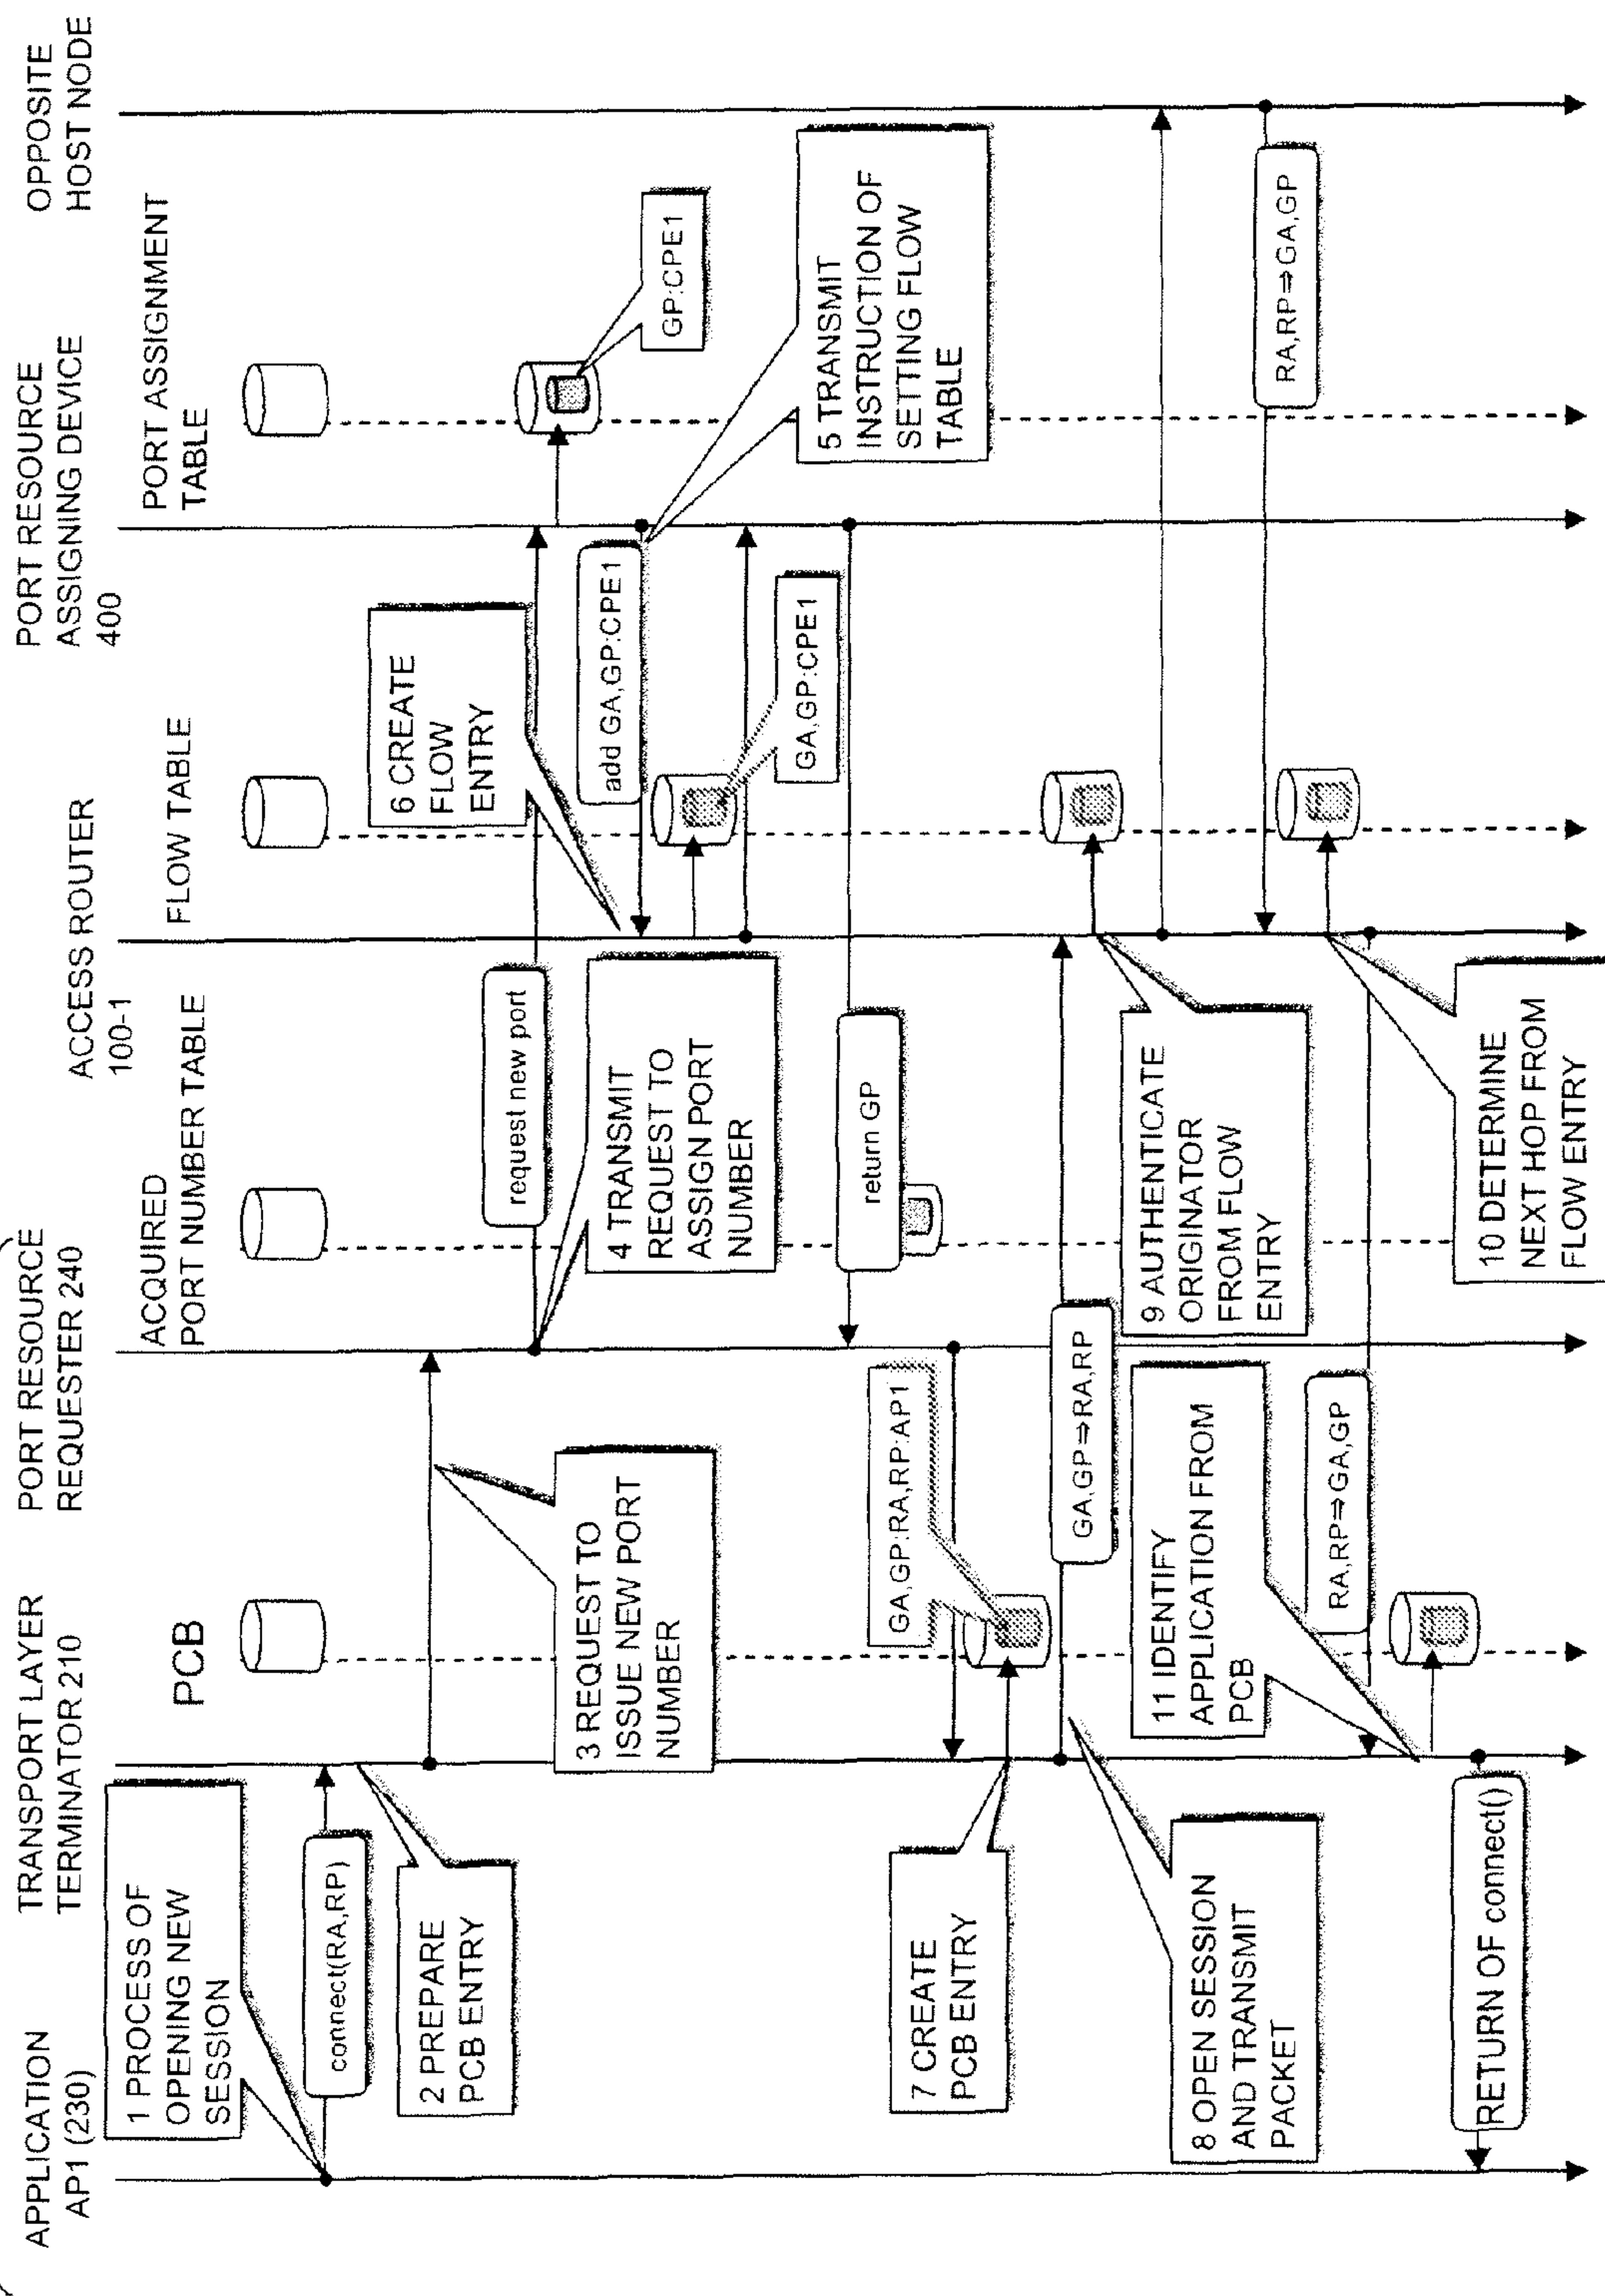 APPLICATION
AP1 (230)
TRANSPORT LAYER
TERMINATOR 210
PORT RESOURCE
REQUESTER 240
ACCESS ROUTER
100-1
PORT RESOURCE
ASSIGNING DEVICE
400
OPPOSITE
HOST NODE
PCB
ACQUIRED
PORT NUMBER TABLE
FLOW TABLE
PORT ASSIGNMENT
TABLE
1 PROCESS OF
OPENING NEW
SESSION
connect(RA,RP)
2 PREPARE
PCB ENTRY
3 REQUEST TO
ISSUE NEW PORT
NUMBER
request new port
4 TRANSMIT
REQUEST TO
ASSIGN PORT
NUMBER
GP:CPE1
5 TRANSMIT
INSTRUCTION OF
SETTING FLOW
TABLE
add GA,GP:CPE1
6 CREATE
FLOW
ENTRY
GA,GP:CPE1
return GP
GA,GP:RA,RP:AP1
7 CREATE
PCB ENTRY
8 OPEN SESSION
AND TRANSMIT
PACKET
GA,GP⇒RA,RP
9 AUTHENTICATE
ORIGINATOR
FROM FLOW
ENTRY
RA,RP⇒GA,GP
10 DETERMINE
NEXT HOP FROM
FLOW ENTRY
RA,RP⇒GA,GP
11 IDENTIFY
APPLICATION FROM
PCB
RETURN OF connect()